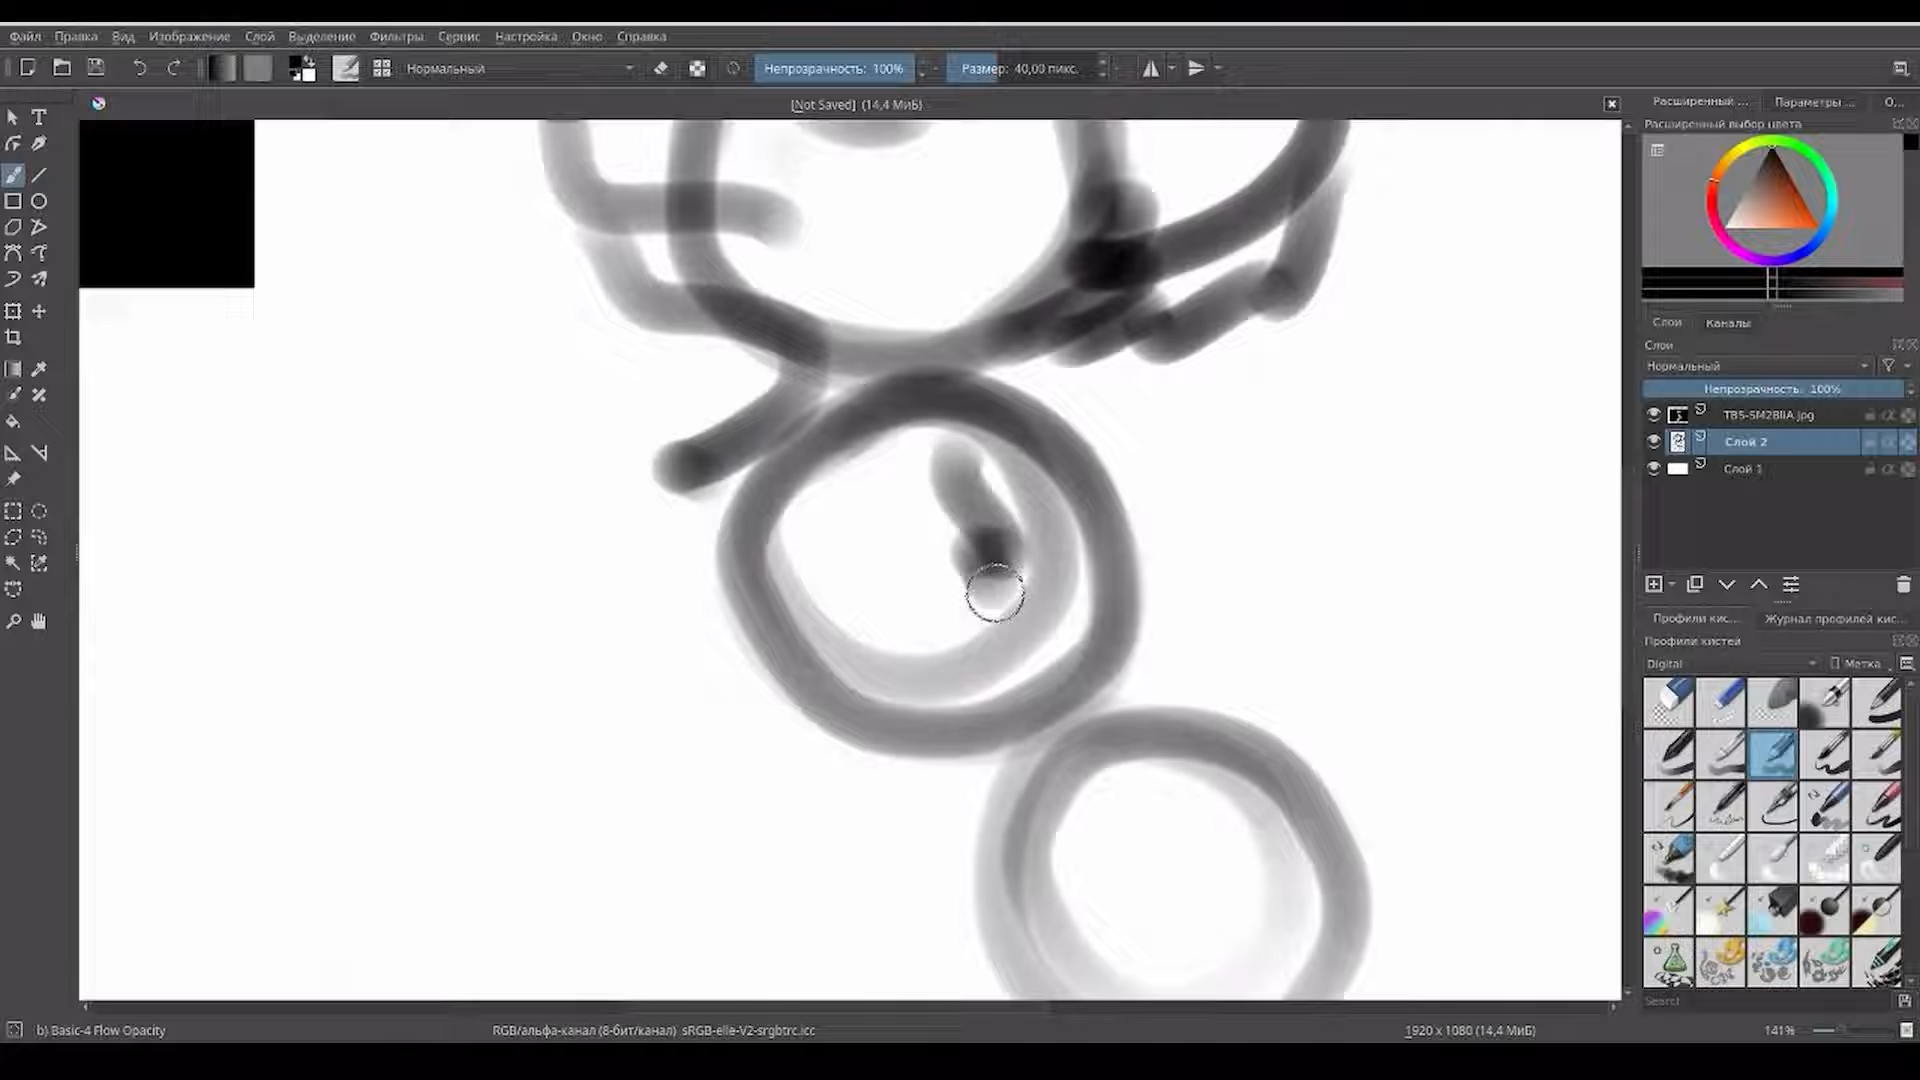 Файл Правка Вид Изображение Слой Выделение Фильтры Сервис Настройка Окно Справка
Нормальный Непрозрачность: 100% Размер: 40,00 пикс.
[Not Saved] (14,4 МиБ)
Расширенный ... Параметры ... О...
Расширенный выбор цвета
Слои Каналы
Слои
Нормальный
Непрозрачность: 100%
Слой 2
Слой 1
Профили кис... Журнал профилей кис...
Профили кистей
Digital Метка
Search
b) Basic-4 Flow Opacity RGB/альфа-канал (8-бит/канал) sRGB-elle-V2-srgbtrc.icc 1920 x 1080 (14,4 МиБ) 141%